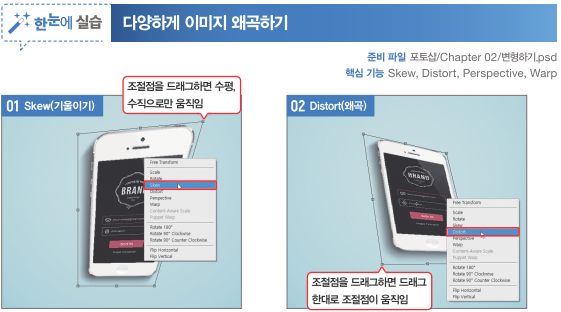 한눈에 실습
다양하게 이미지 왜곡하기
준비 파일 포토샵/Chapter 02/변형하기.psd
핵심 기능 Skew, Distort, Perspective, Warp
조절점을 드래그하면 수평,
수직으로만 움직임
01 Skew(기울이기)
BRAND
Free Transform
Scale
Rotate
Skew
Distort
Perspective
Warp
Content-Aware Scale
Puppet Warp
Rotate 180°
Rotate 90° Clockwise
Rotate 90° Counter Clockwise
Flip Horizontal
Flip Vertical
02 Distort(왜곡)
BRAND
Free Transform
Scale
Rotate
Skew
Distort
Perspective
Warp
Content-Aware Scale
Puppet Warp
Rotate 180°
Rotate 90° Clockwise
Rotate 90° Counter Clockwise
Flip Horizontal
Flip Vertical
조절점을 드래그하면 드래그
한대로 조절점이 움직임